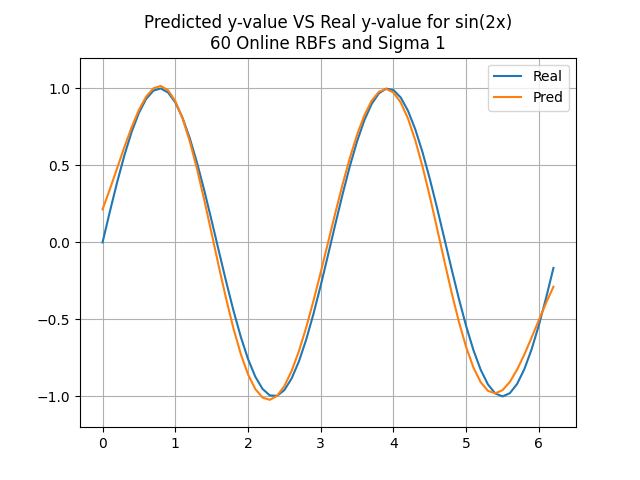 Predicted y-value VS Real y-value for sin(2x)
60 Online RBFs and Sigma 1
Real
Pred
1.0
0.5
0.0
−0.5
−1.0
0 1 2 3 4 5 6